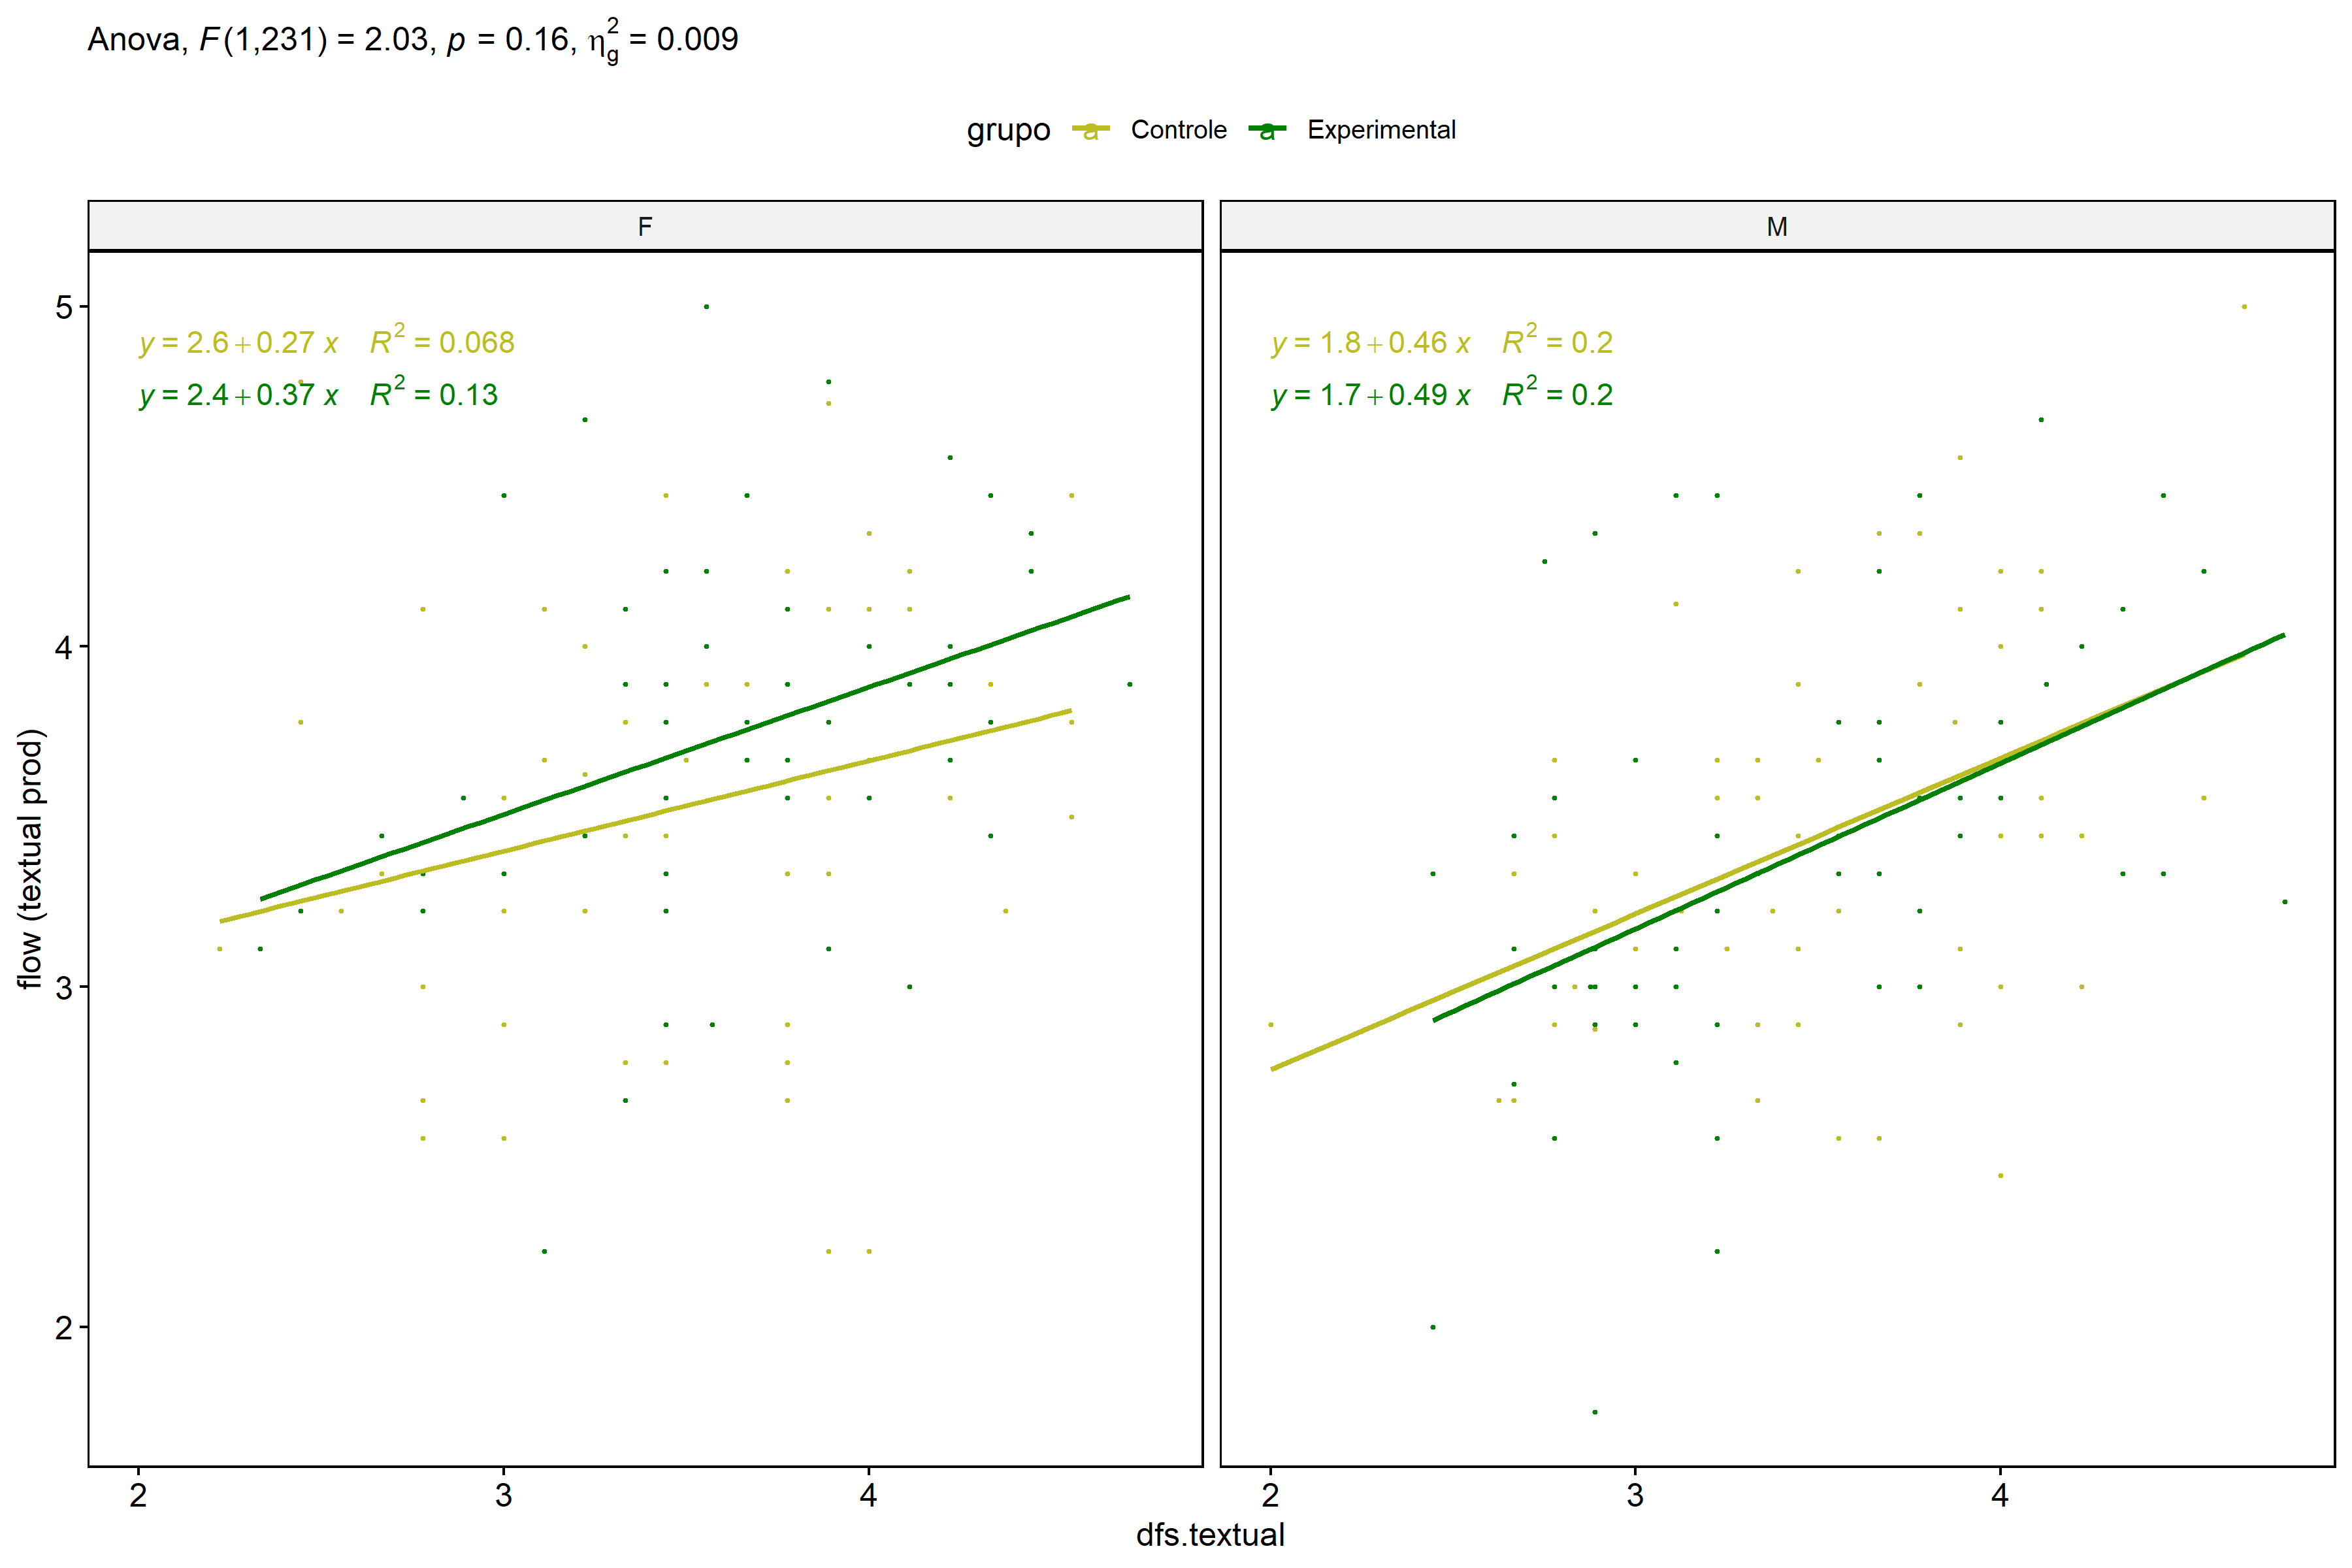 Anova, F(1,231) = 2.03, p = 0.16, η²g = 0.009
grupo a Controle a Experimental
F
M
y = 2.6 + 0.27 x R² = 0.068
y = 2.4 + 0.37 x R² = 0.13
y = 1.8 + 0.46 x R² = 0.2
y = 1.7 + 0.49 x R² = 0.2
5
4
3
2
flow (textual prod)
2 3 4
2 3 4
dfs.textual